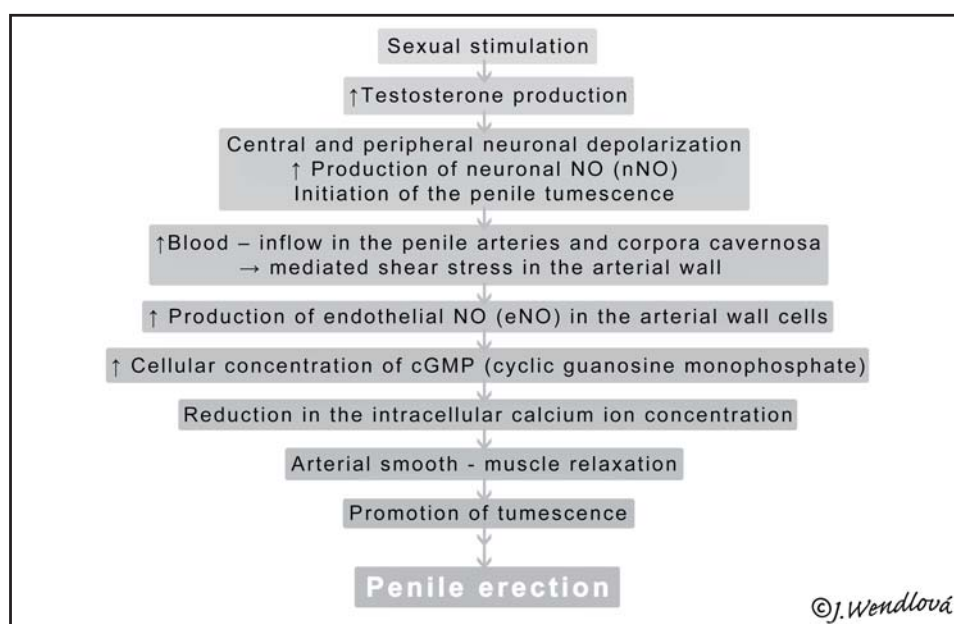 Sexual stimulation
↑Testosterone production
Central and peripheral neuronal depolarization
↑ Production of neuronal NO (nNO)
Initiation of the penile tumescence
↑Blood – inflow in the penile arteries and corpora cavernosa
→ mediated shear stress in the arterial wall
↑ Production of endothelial NO (eNO) in the arterial wall cells
↑ Cellular concentration of cGMP (cyclic guanosine monophosphate)
Reduction in the intracellular calcium ion concentration
Arterial smooth - muscle relaxation
Promotion of tumescence
Penile erection
©J.Wendlová